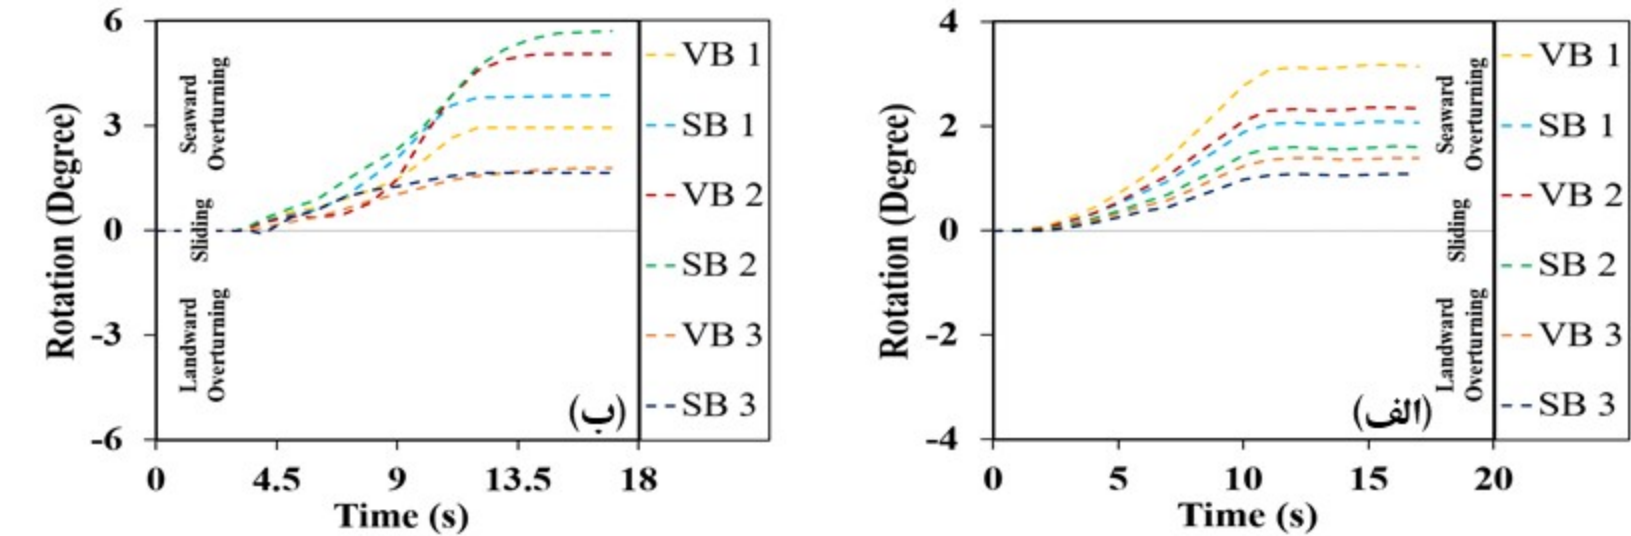 Rotation (Degree)
6
3
0
-3
-6
Seaward
Overturning
Sliding
Landward
Overturning
(ب)
0
4.5
9
13.5
18
Time (s)
VB 1
SB 1
VB 2
SB 2
VB 3
SB 3
Rotation (Degree)
4
2
0
-2
-4
Seaward
Overturning
Sliding
Landward
Overturning
(الف)
0
5
10
15
20
Time (s)
VB 1
SB 1
VB 2
SB 2
VB 3
SB 3